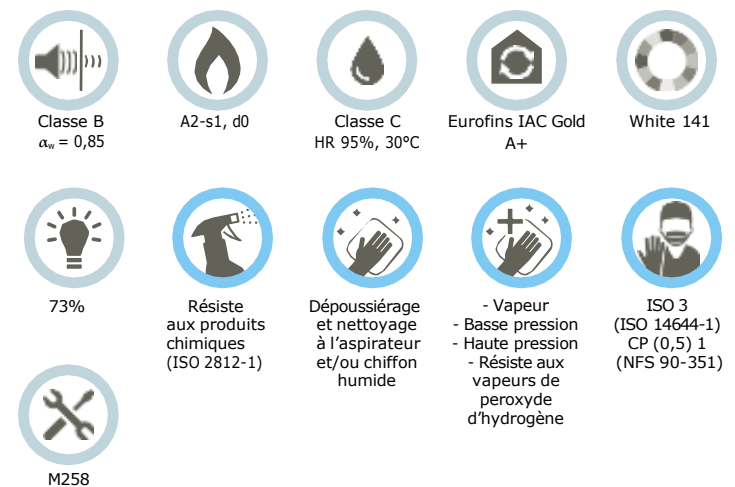 Classe B
αw = 0,85
A2-s1, d0
Classe C
HR 95%, 30°C
Eurofins IAC Gold
A+
White 141
73%
Résiste
aux produits
chimiques
(ISO 2812-1)
Dépoussiérage
et nettoyage
à l’aspirateur
et/ou chiffon
humide
- Vapeur
- Basse pression
- Haute pression
- Résiste aux
vapeurs de
peroxyde
d’hydrogène
ISO 3
(ISO 14644-1)
CP (0,5) 1
(NFS 90-351)
M258